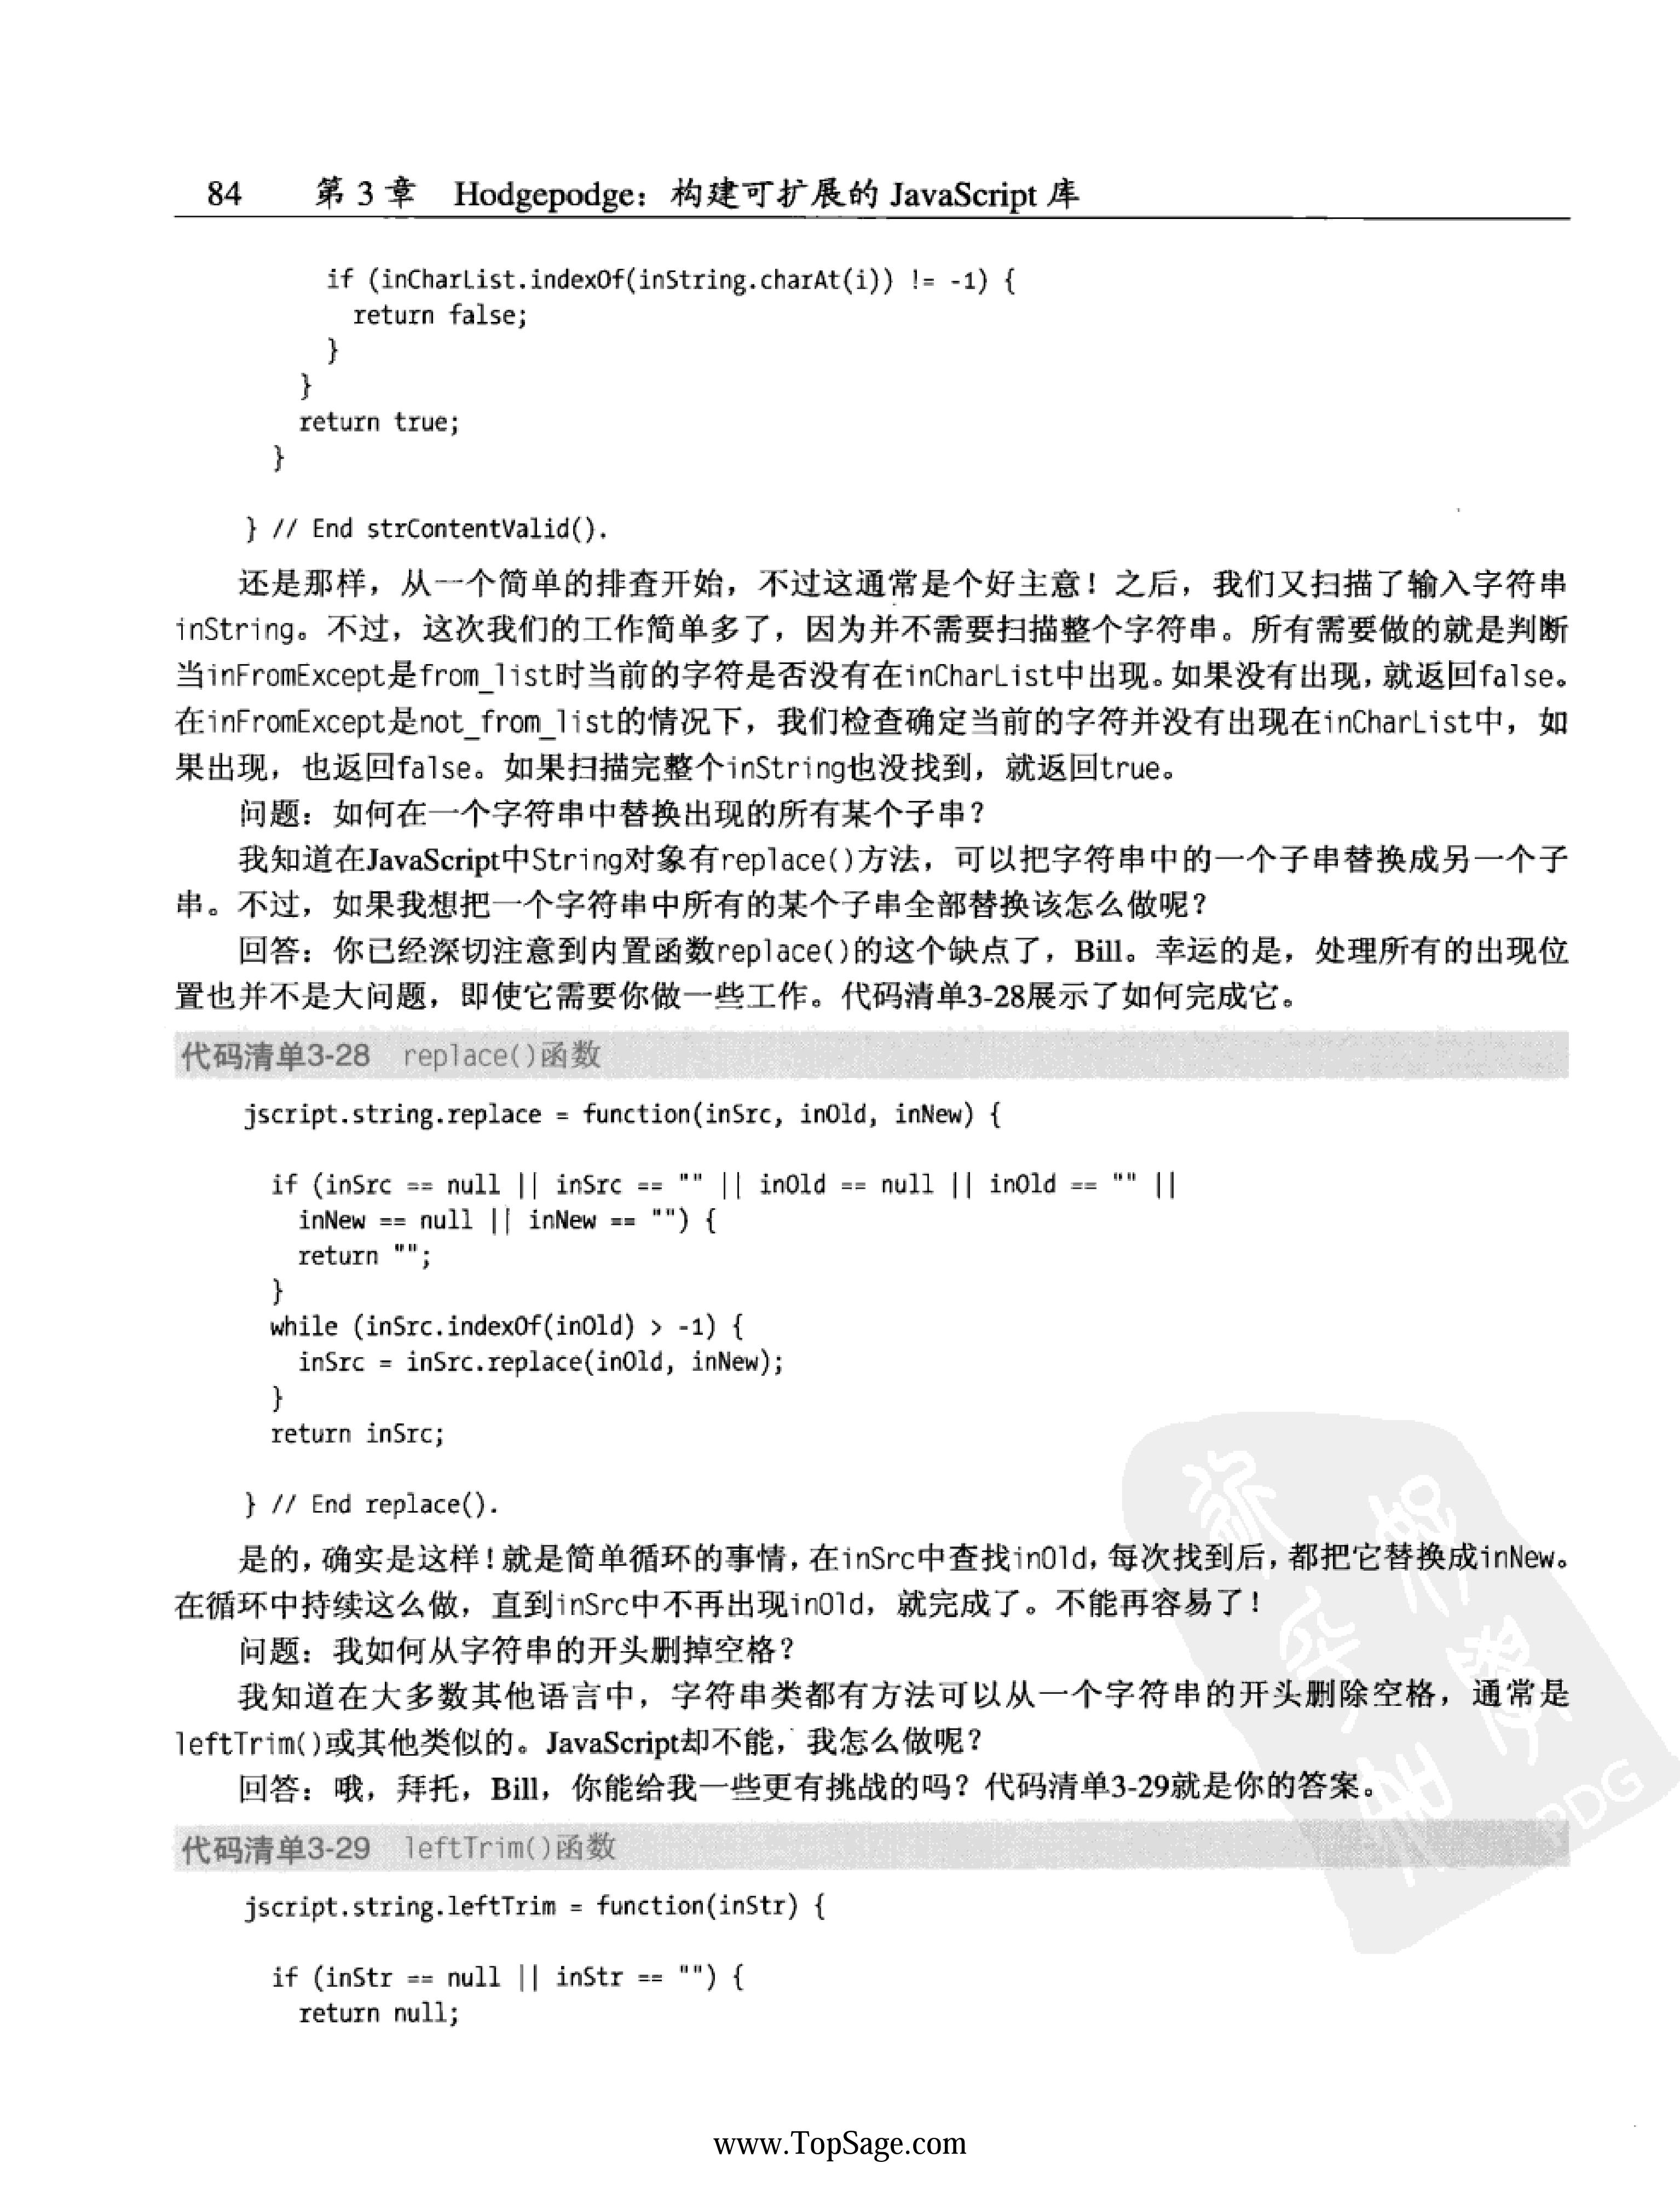 84 第 3 章 Hodgepodge：构建可扩展的 JavaScript 库
if (inCharList.indexOf(inString.charAt(i)) != -1) {
return false;
}
}
return true;
}
} // End strContentValid().
还是那样，从一个简单的排查开始，不过这通常是个好主意！之后，我们又扫描了输入字符串
inString。不过，这次我们的工作简单多了，因为并不需要扫描整个字符串。所有需要做的就是判断
当inFromExcept是from_list时当前的字符是否没有在inCharList中出现。如果没有出现，就返回false。
在inFromExcept是not_from_list的情况下，我们检查确定当前的字符并没有出现在inCharList中，如
果出现，也返回false。如果扫描完整个inString也没找到，就返回true。
问题：如何在一个字符串中替换出现的所有某个子串？
我知道在JavaScript中String对象有replace()方法，可以把字符串中的一个子串替换成另一个子
串。不过，如果我想把一个字符串中所有的某个子串全部替换该怎么做呢？
回答：你已经深切注意到内置函数replace()的这个缺点了，Bill。幸运的是，处理所有的出现位
置也并不是大问题，即使它需要你做一些工作。代码清单3-28展示了如何完成它。
代码清单3-28 replace()函数
jscript.string.replace = function(inSrc, inOld, inNew) {
if (inSrc == null || inSrc == "" || inOld == null || inOld == "" ||
inNew == null || inNew == "") {
return "";
}
while (inSrc.indexOf(inOld) > -1) {
inSrc = inSrc.replace(inOld, inNew);
}
return inSrc;
} // End replace().
是的，确实是这样！就是简单循环的事情，在inSrc中查找inOld，每次找到后，都把它替换成inNew。
在循环中持续这么做，直到inSrc中不再出现inOld，就完成了。不能再容易了！
问题：我如何从字符串的开头删掉空格？
我知道在大多数其他语言中，字符串类都有方法可以从一个字符串的开头删除空格，通常是
leftTrim()或其他类似的。JavaScript却不能，我怎么做呢？
回答：哦，拜托，Bill，你能给我一些更有挑战的吗？代码清单3-29就是你的答案。
PDG
代码清单3-29 leftTrim()函数
jscript.string.leftTrim = function(inStr) {
if (inStr == null || inStr == "") {
return null;
www.TopSage.com